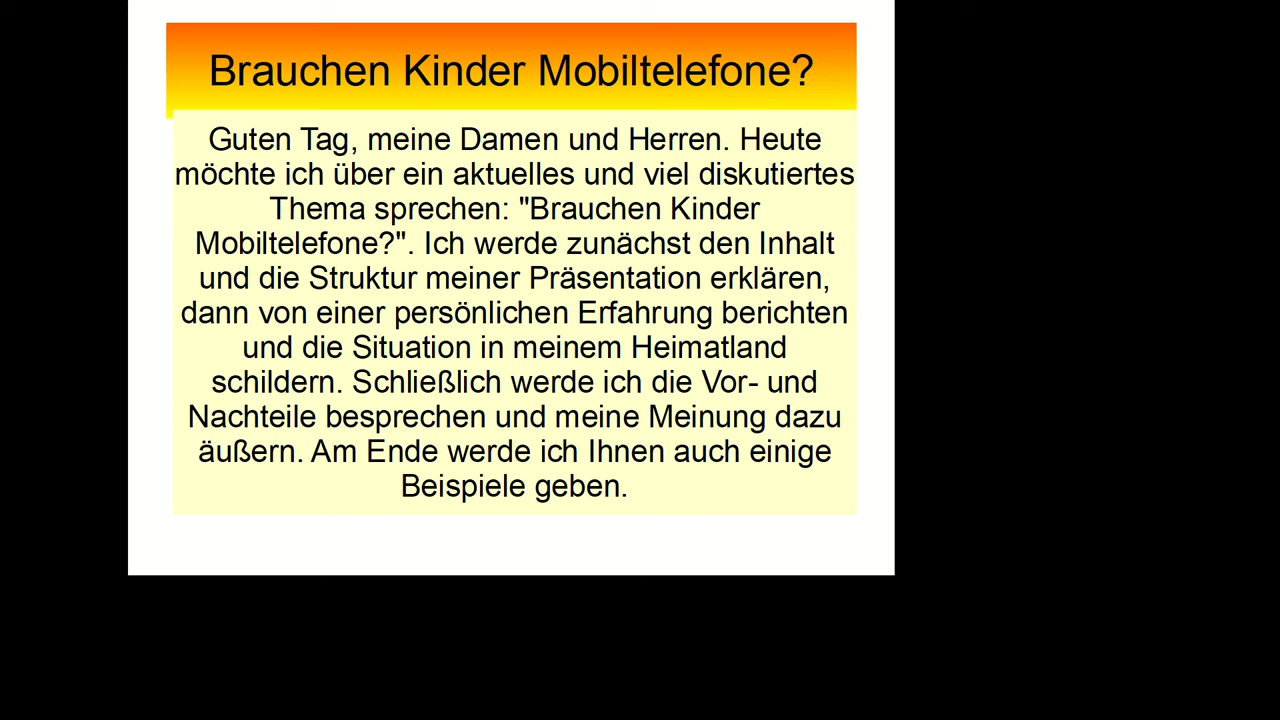 Brauchen Kinder Mobiltelefone?
Guten Tag, meine Damen und Herren. Heute
möchte ich über ein aktuelles und viel diskutiertes
Thema sprechen: "Brauchen Kinder
Mobiltelefone?". Ich werde zunächst den Inhalt
und die Struktur meiner Präsentation erklären,
dann von einer persönlichen Erfahrung berichten
und die Situation in meinem Heimatland
schildern. Schließlich werde ich die Vor- und
Nachteile besprechen und meine Meinung dazu
äußern. Am Ende werde ich Ihnen auch einige
Beispiele geben.